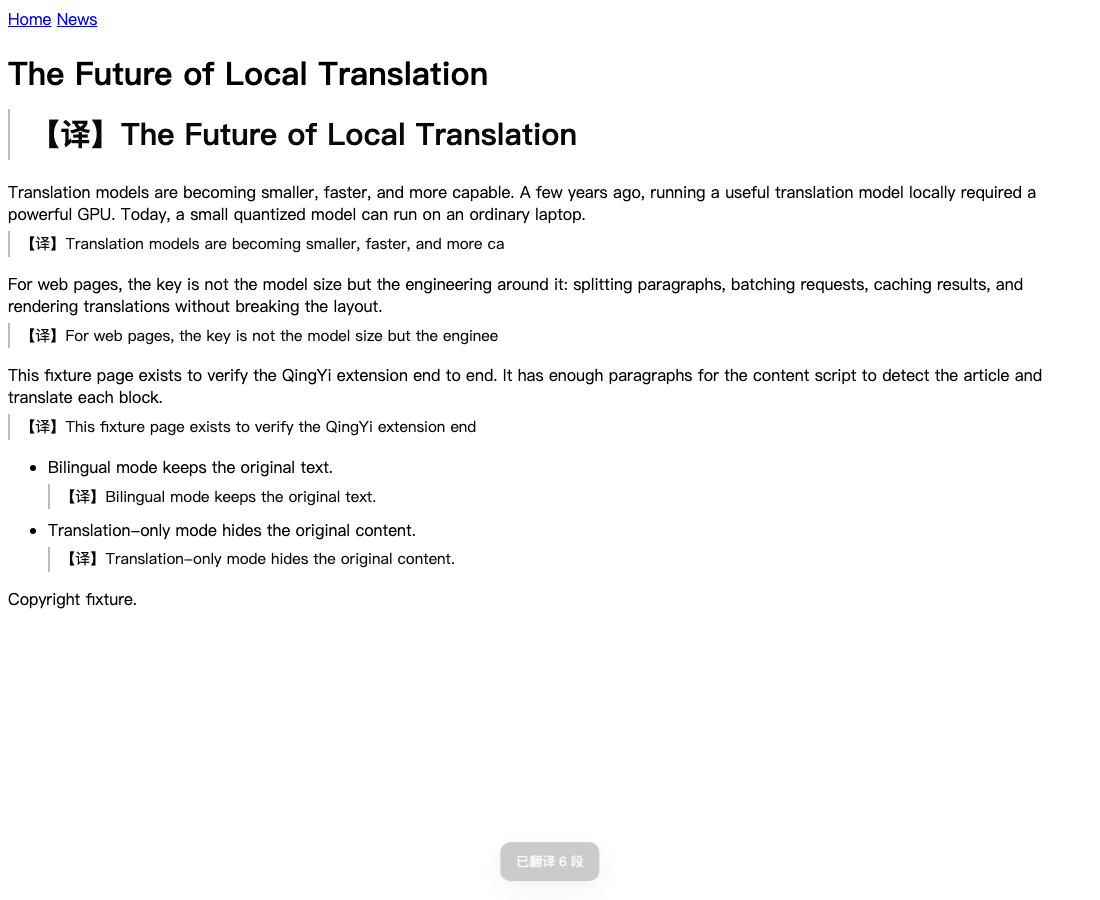 Home News
The Future of Local Translation
【译】The Future of Local Translation
Translation models are becoming smaller, faster, and more capable. A few years ago, running a useful translation model locally required a
powerful GPU. Today, a small quantized model can run on an ordinary laptop.
【译】Translation models are becoming smaller, faster, and more ca
For web pages, the key is not the model size but the engineering around it: splitting paragraphs, batching requests, caching results, and
rendering translations without breaking the layout.
【译】For web pages, the key is not the model size but the enginee
This fixture page exists to verify the QingYi extension end to end. It has enough paragraphs for the content script to detect the article and
translate each block.
【译】This fixture page exists to verify the QingYi extension end
• Bilingual mode keeps the original text.
【译】Bilingual mode keeps the original text.
• Translation-only mode hides the original content.
【译】Translation-only mode hides the original content.
Copyright fixture.
已翻译 6 段